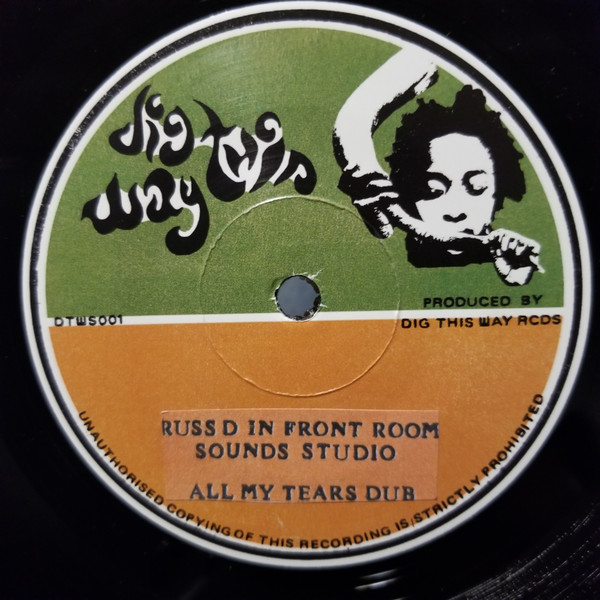 dig this
way
PRODUCED BY
DTWS001
DIG THIS WAY RCDS
RUSS D IN FRONT ROOM
SOUNDS STUDIO
ALL MY TEARS DUB
UNAUTHORISED COPYING OF THIS RECORDING IS STRICTLY PROHIBITED